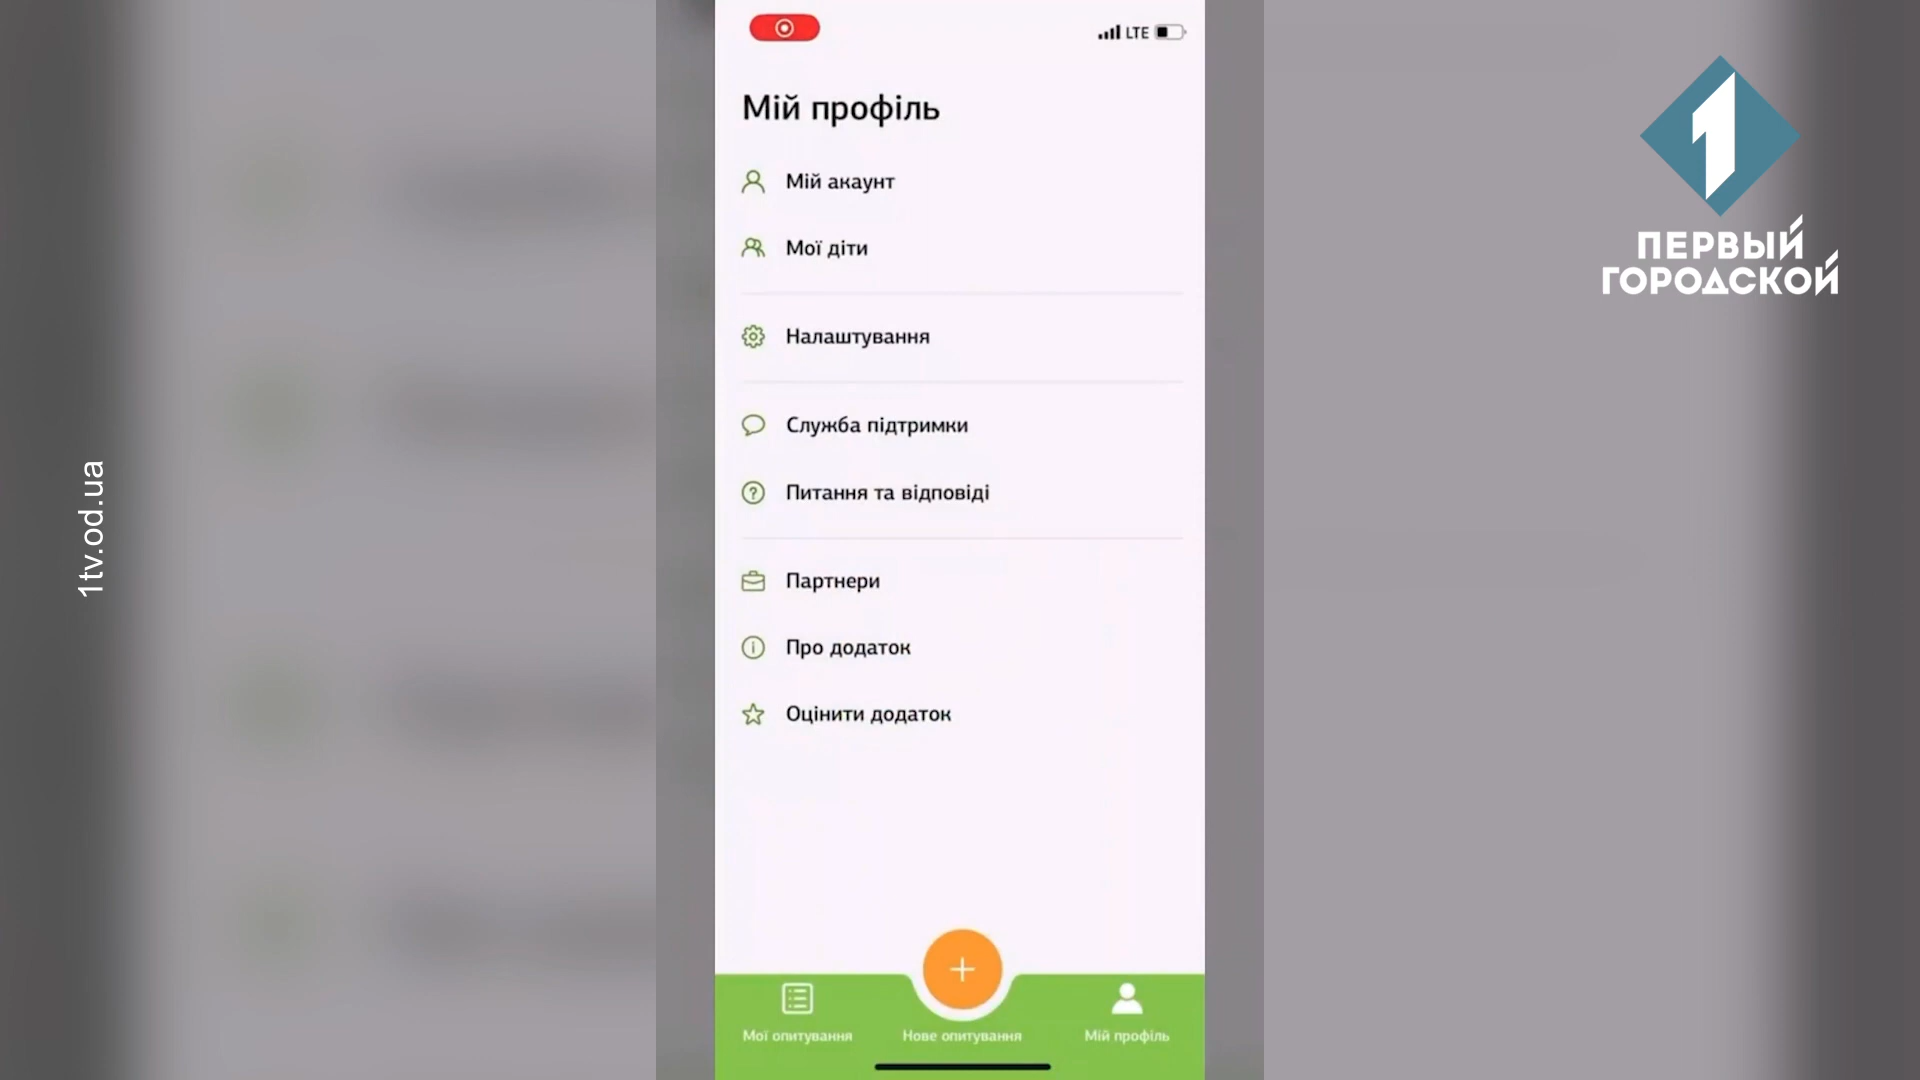 LTE
Мій профіль
Мій акаунт
Мої діти
Налаштування
Служба підтримки
Питання та відповіді
Партнери
Про додаток
Оцінити додаток
Мої опитування
Нове опитування
Мій профіль
1
ПЕРВЫЙ
ГОРОДСКОЙ
1tv.od.ua